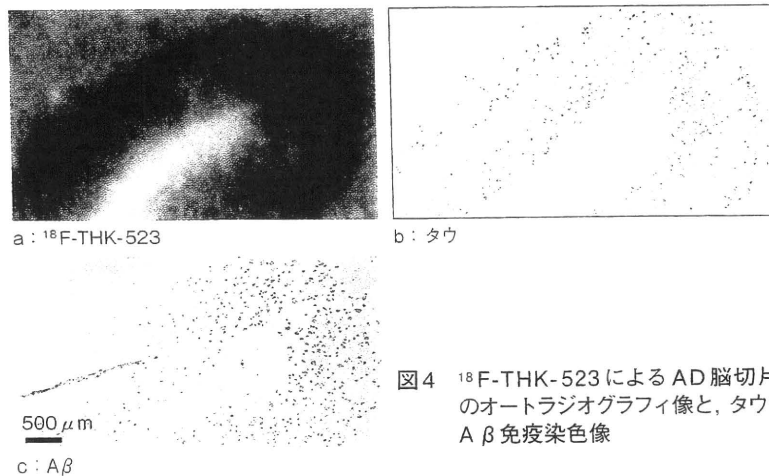 a:¹⁸F-THK-523
b:タウ
500μm
c:Aβ
図4 ¹⁸F-THK-523によるAD脳切片
のオートラジオグラフィ像と,タウ
Aβ免疫染色像